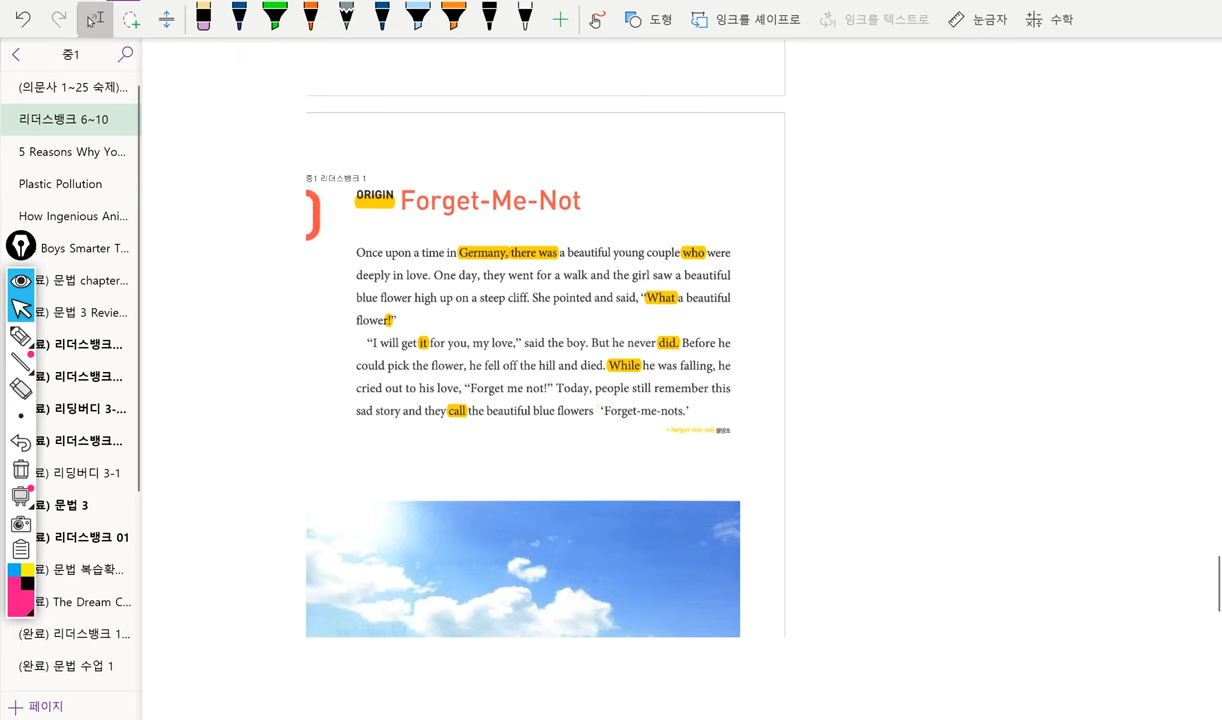 도형
잉크를 셰이프로
잉크를 텍스트로
눈금자
수학
중1
(의문사 1~25 숙제)...
리더스뱅크 6~10
5 Reasons Why Yo...
Plastic Pollution
How Ingenious Ani...
Boys Smarter T...
료) 문법 chapter...
료) 문법 3 Revie...
료) 리더스뱅크...
료) 리더스뱅크...
료) 리딩버디 3-...
료) 리더스뱅크...
료) 리딩버디 3-1
료) 문법 3
료) 리더스뱅크 01
료) 문법 복습확...
료) The Dream C...
(완료) 리더스뱅크 1...
(완료) 문법 수업 1
페이지
중1 리더스뱅크 1
ORIGIN Forget-Me-Not
Once upon a time in Germany, there was a beautiful young couple who were
deeply in love. One day, they went for a walk and the girl saw a beautiful
blue flower high up on a steep cliff. She pointed and said, “What a beautiful
flower!”
“I will get it for you, my love,” said the boy. But he never did. Before he
could pick the flower, he fell off the hill and died. While he was falling, he
cried out to his love, “Forget me not!” Today, people still remember this
sad story and they call the beautiful blue flowers ‘Forget-me-nots.’
forget-me-not 물망초